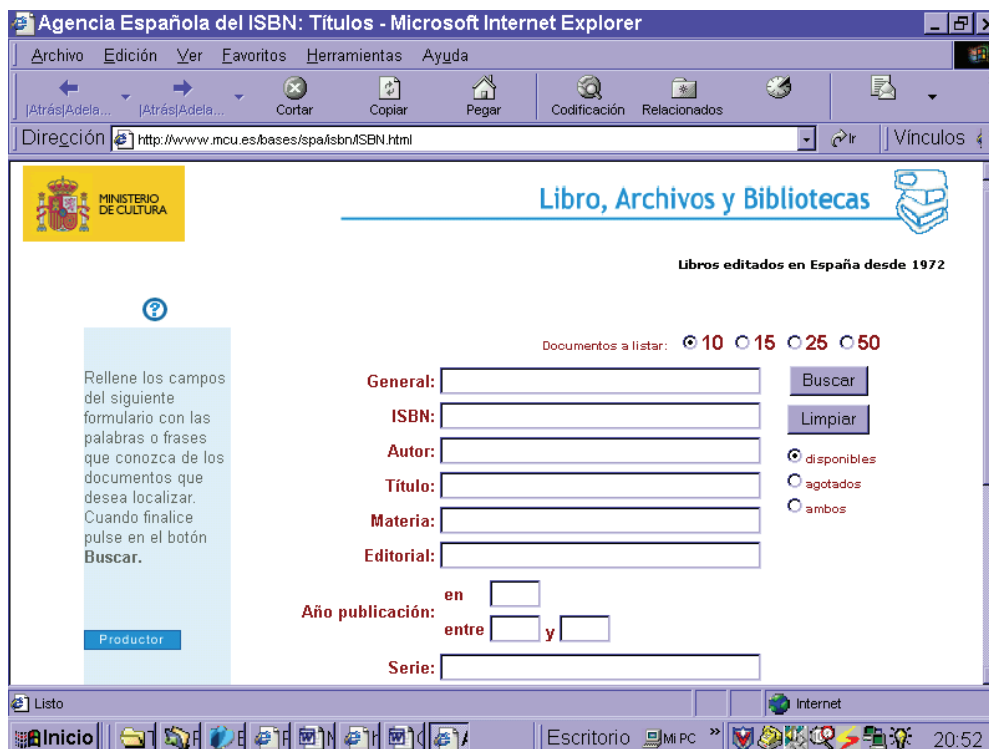 Agencia Española del ISBN: Títulos - Microsoft Internet Explorer
Archivo Edición Ver Favoritos Herramientas Ayuda
|Atrás|Adela... |Atrás|Adela... Cortar Copiar Pegar Codificación Relacionados
Dirección http://www.mcu.es/bases/spa/isbn/ISBN.html Ir Vínculos
MINISTERIO
DE CULTURA
Libro, Archivos y Bibliotecas
Libros editados en España desde 1972
Documentos a listar: 10 15 25 50
Rellene los campos
del siguiente
formulario con las
palabras o frases
que conozca de los
documentos que
desea localizar.
Cuando finalice
pulse en el botón
Buscar.
Productor
General: Buscar
ISBN: Limpiar
Autor: disponibles
Título: agotados
Materia: ambos
Editorial:
Año publicación: en
entre y
Serie:
Listo Internet
Inicio Escritorio Mi PC » 20:52